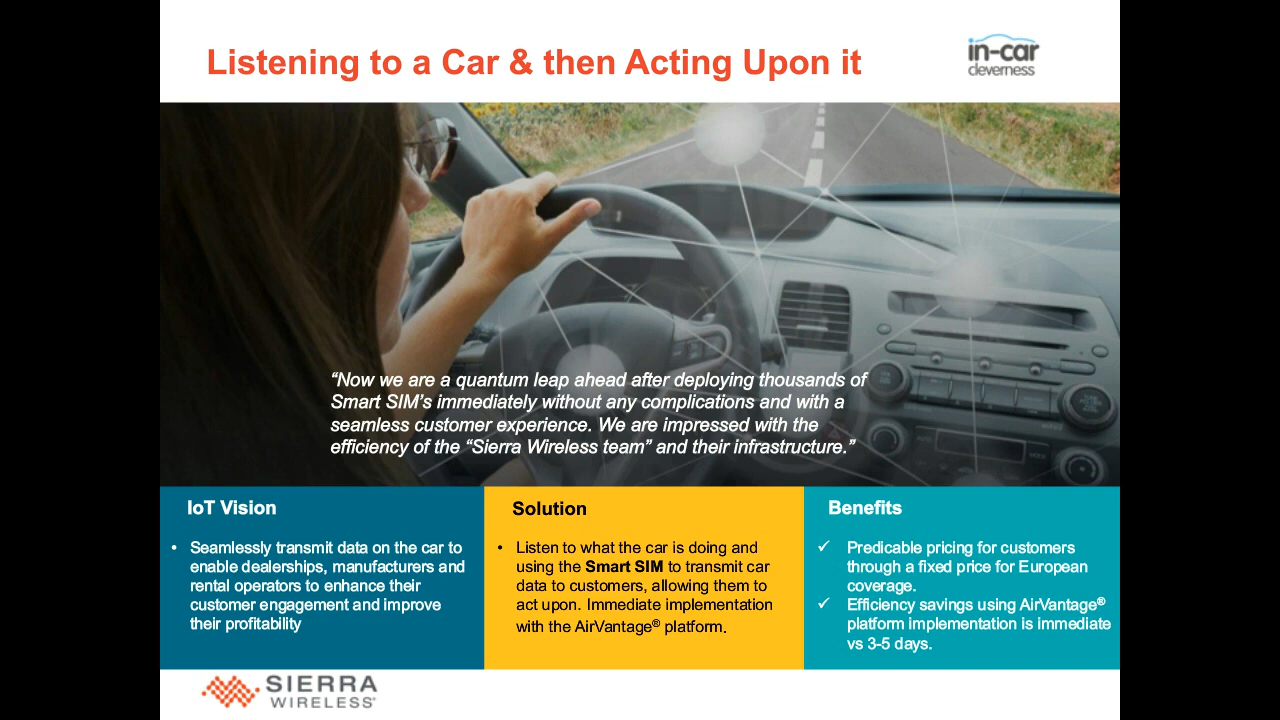 Listening to a Car & then Acting Upon it
in-car
cleverness
“Now we are a quantum leap ahead after deploying thousands of
Smart SIM’s immediately without any complications and with a
seamless customer experience. We are impressed with the
efficiency of the “Sierra Wireless team” and their infrastructure.”
IoT Vision
• Seamlessly transmit data on the car to
enable dealerships, manufacturers and
rental operators to enhance their
customer engagement and improve
their profitability
Solution
• Listen to what the car is doing and
using the Smart SIM to transmit car
data to customers, allowing them to
act upon. Immediate implementation
with the AirVantage® platform.
Benefits
✓ Predicable pricing for customers
through a fixed price for European
coverage.
✓ Efficiency savings using AirVantage®
platform implementation is immediate
vs 3-5 days.
SIERRA
WIRELESS®